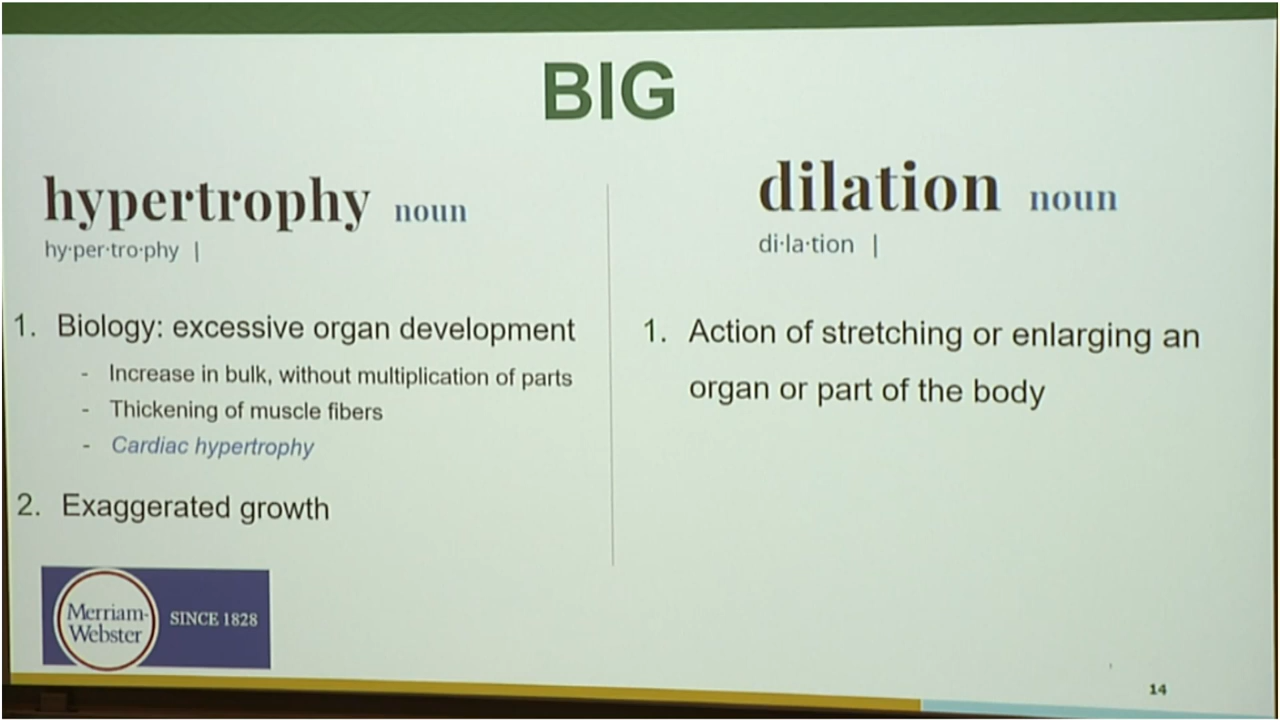 BIG
hypertrophy noun
hy·per·tro·phy |
1. Biology: excessive organ development
- Increase in bulk, without multiplication of parts
- Thickening of muscle fibers
- Cardiac hypertrophy
2. Exaggerated growth
Merriam-
Webster
SINCE 1828
dilation noun
di·la·tion |
1. Action of stretching or enlarging an
organ or part of the body
14